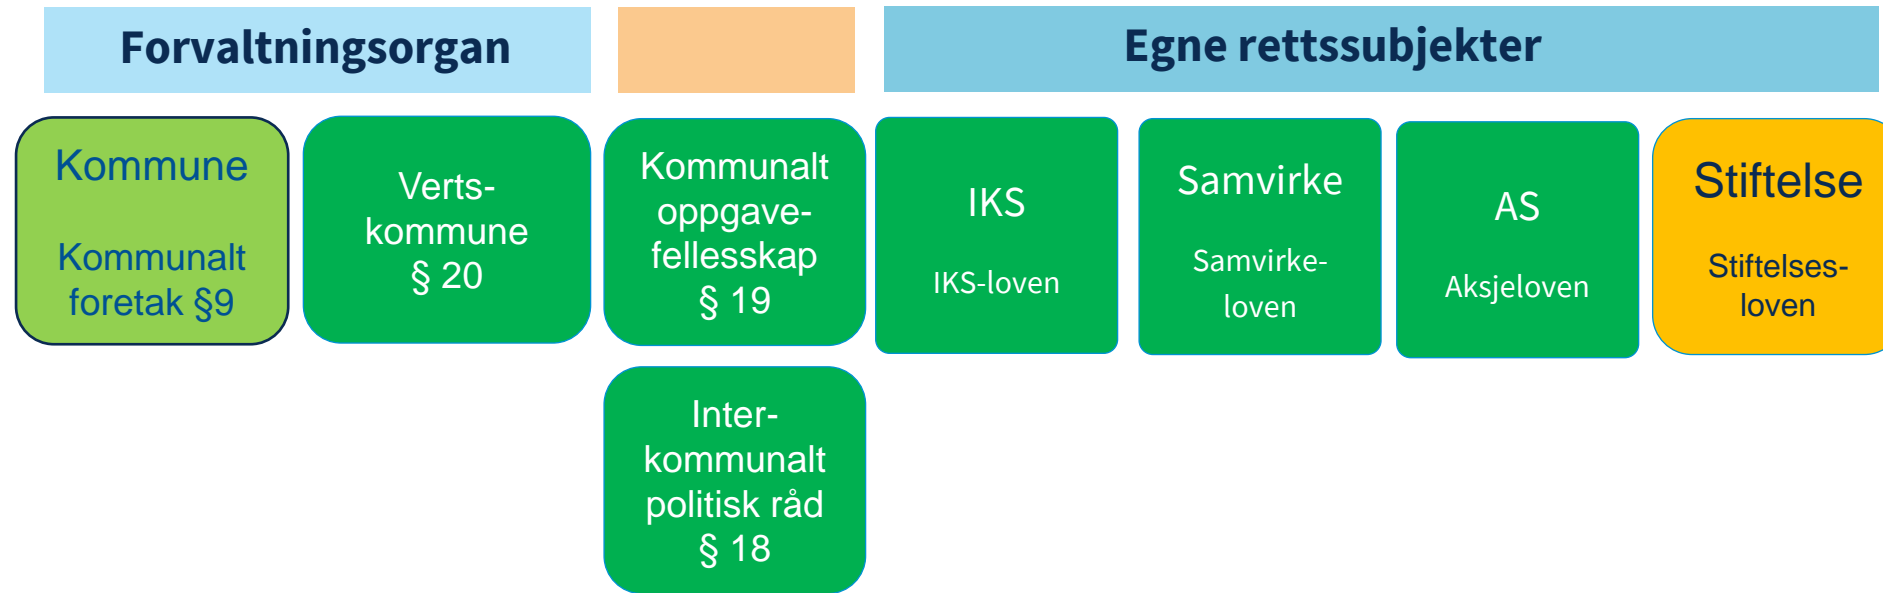 Forvaltningsorgan
Egne rettssubjekter
Kommune
Kommunalt
foretak §9
Verts-
kommune
§ 20
Kommunalt
oppgave-
fellesskap
§ 19
IKS
IKS-loven
Samvirke
Samvirke-
loven
AS
Aksjeloven
Stiftelse
Stiftelses-
loven
Inter-
kommunalt
politisk råd
§ 18